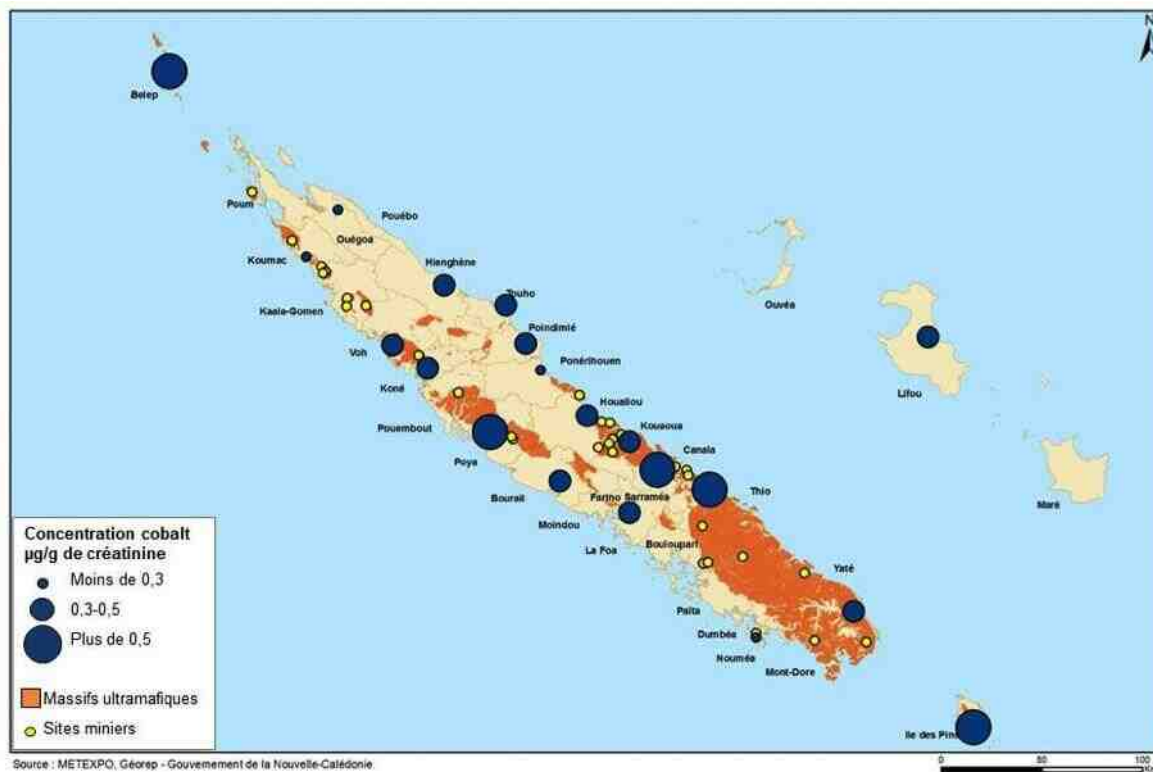 N
Belep
Poum
Pouébo
Ouégoa
Koumac
Hienghène
Touho
Ouvéa
Kaala-Gomen
Poindimié
Voh
Ponérihouen
Koné
Lifou
Houaïlou
Pouembout
Kouaoua
Poya
Canala
Bourail
Farino Sarraméa
Thio
Maré
Moindou
La Foa
Bouloupari
Yaté
Païta
Dumbéa
Nouméa
Mont-Dore
Ile des Pins
Concentration cobalt
µg/g de créatinine
Moins de 0,3
0,3-0,5
Plus de 0,5
Massifs ultramafiques
Sites miniers
Source : METEXPO, Géorep - Gouvernement de la Nouvelle-Calédonie
0 50 100